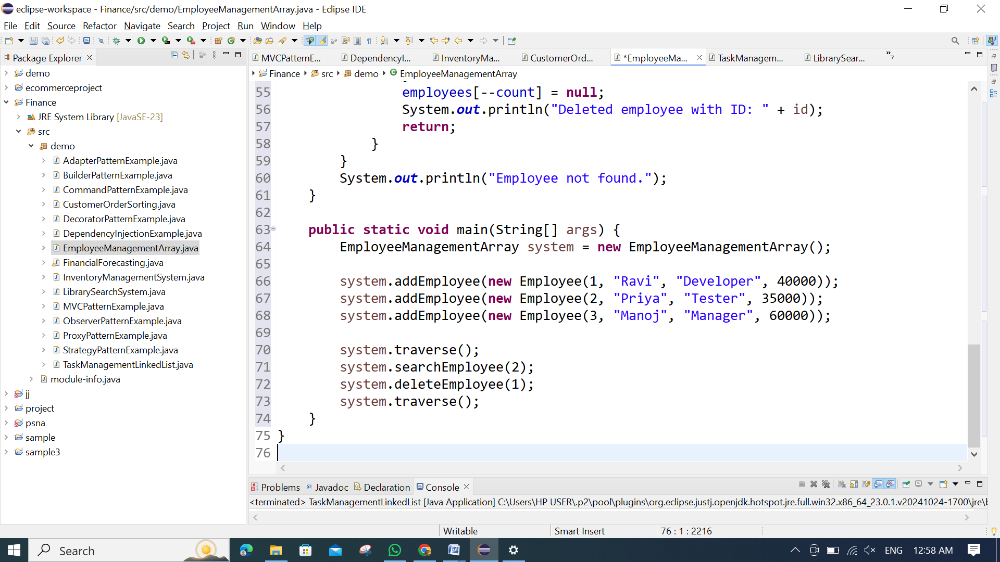 eclipse-workspace - Finance/src/demo/EmployeeManagementArray.java - Eclipse IDE
File Edit Source Refactor Navigate Search Project Run Window Help
Package Explorer
demo
ecommerceproject
Finance
JRE System Library [JavaSE-23]
src
demo
AdapterPatternExample.java
BuilderPatternExample.java
CommandPatternExample.java
CustomerOrderSorting.java
DecoratorPatternExample.java
DependencyInjectionExample.java
EmployeeManagementArray.java
FinancialForecasting.java
InventoryManagementSystem.java
LibrarySearchSystem.java
MVCPatternExample.java
ObserverPatternExample.java
ProxyPatternExample.java
StrategyPatternExample.java
TaskManagementLinkedList.java
module-info.java
jj
project
psna
sample
sample3
MVCPatternE... DependencyI... InventoryMa... CustomerOrd... *EmployeeMa... TaskManagem... LibrarySear... »7
Finance src demo EmployeeManagementArray
55 employees[--count] = null;
56 System.out.println("Deleted employee with ID: " + id);
57 return;
58 }
59 }
60 System.out.println("Employee not found.");
61 }
62
63 public static void main(String[] args) {
64 EmployeeManagementArray system = new EmployeeManagementArray();
65
66 system.addEmployee(new Employee(1, "Ravi", "Developer", 40000));
67 system.addEmployee(new Employee(2, "Priya", "Tester", 35000));
68 system.addEmployee(new Employee(3, "Manoj", "Manager", 60000));
69
70 system.traverse();
71 system.searchEmployee(2);
72 system.deleteEmployee(1);
73 system.traverse();
74 }
75 }
76
Problems @ Javadoc Declaration Console
<terminated> TaskManagementLinkedList [Java Application] C:\Users\HP USER\.p2\pool\plugins\org.eclipse.justj.openjdk.hotspot.jre.full.win32.x86_64_23.0.1.v20241024-1700\jre\
Writable Smart Insert 76 : 1 : 2216
Search ENG 12:58 AM